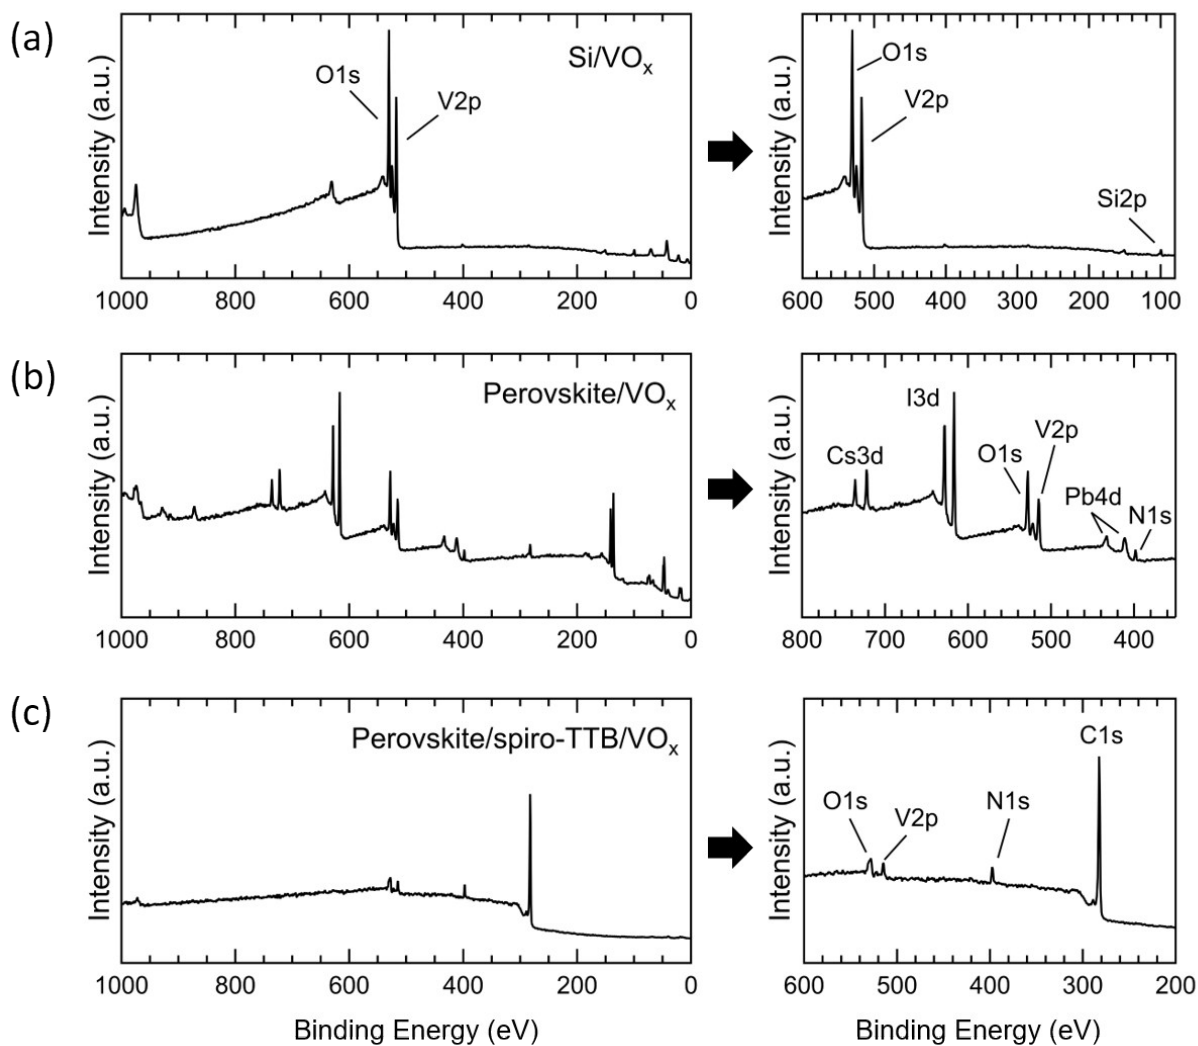 (a)
Intensity (a.u.)
Si/VOx
O1s
V2p
1000 800 600 400 200 0
Intensity (a.u.)
O1s
V2p
Si2p
600 500 400 300 200 100
(b)
Intensity (a.u.)
Perovskite/VOx
1000 800 600 400 200 0
Intensity (a.u.)
I3d
Cs3d
O1s
V2p
Pb4d
N1s
800 700 600 500 400
(c)
Intensity (a.u.)
Perovskite/spiro-TTB/VOx
1000 800 600 400 200 0
Binding Energy (eV)
Intensity (a.u.)
C1s
O1s
V2p
N1s
600 500 400 300 200
Binding Energy (eV)